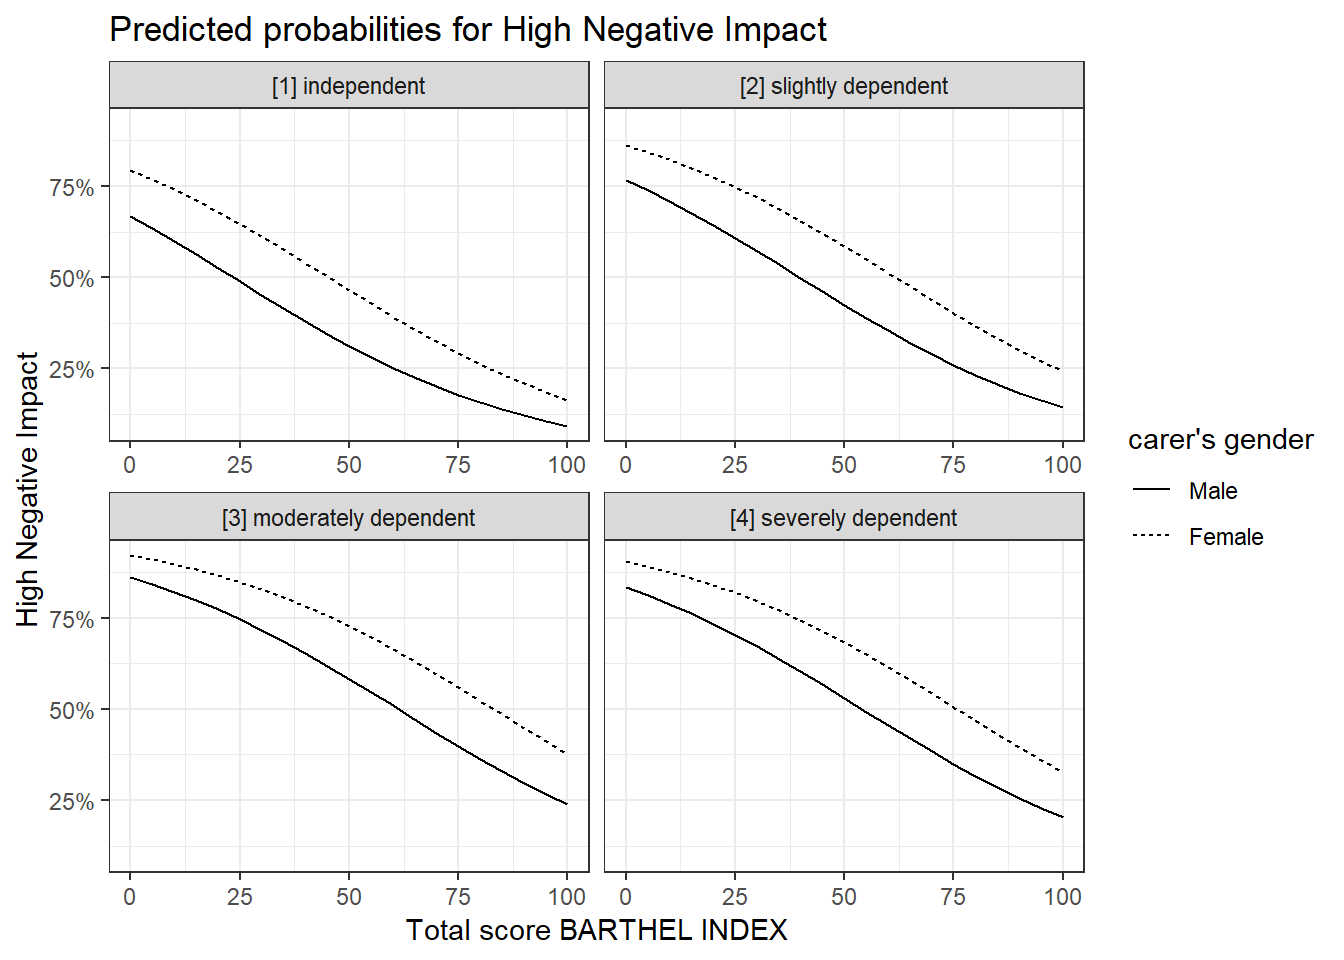 Predicted probabilities for High Negative Impact
[1] independent
[2] slightly dependent
75%
50%
25%
0 25 50 75 100
0 25 50 75 100
High Negative Impact
carer's gender
Male
Female
[3] moderately dependent
[4] severely dependent
75%
50%
25%
0 25 50 75 100
0 25 50 75 100
Total score BARTHEL INDEX